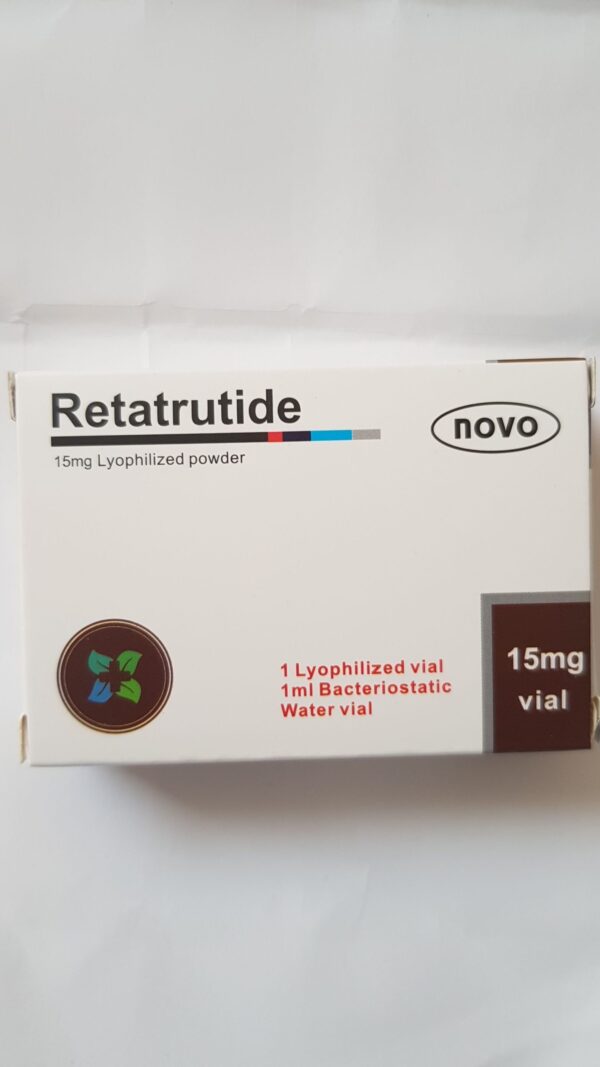 Retatrutide
novo
15mg Lyophilized powder
1 Lyophilized vial
1ml Bacteriostatic
Water vial
15mg
vial